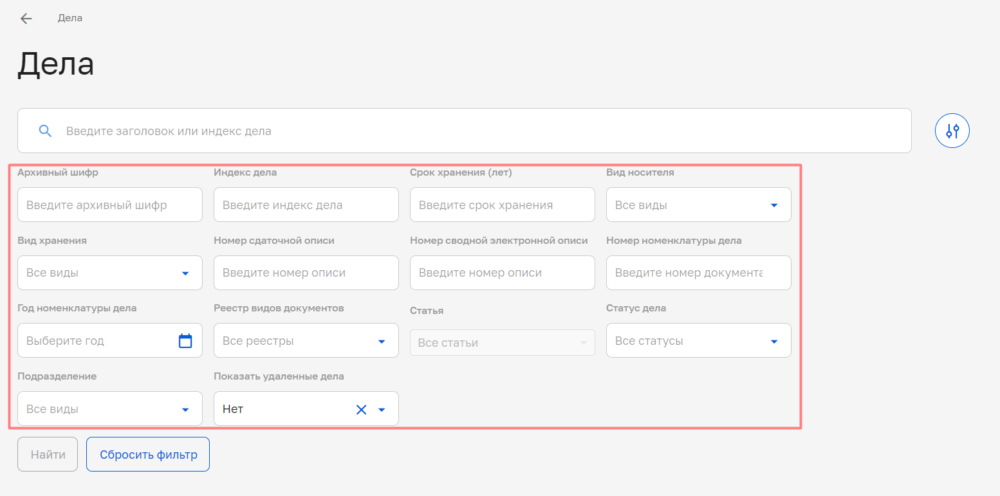 Дела
Дела
Введите заголовок или индекс дела
Архивный шифр Индекс дела Срок хранения (лет) Вид носителя
Введите архивный шифр Введите индекс дела Введите срок хранения Все виды
Вид хранения Номер сдаточной описи Номер сводной электронной описи Номер номенклатуры дела
Все виды Введите номер описи Введите номер описи Введите номер документа
Год номенклатуры дела Реестр видов документов Статья Статус дела
Выберите год Все реестры Все статьи Все статусы
Подразделение Показать удаленные дела
Все виды Нет
Найти Сбросить фильтр